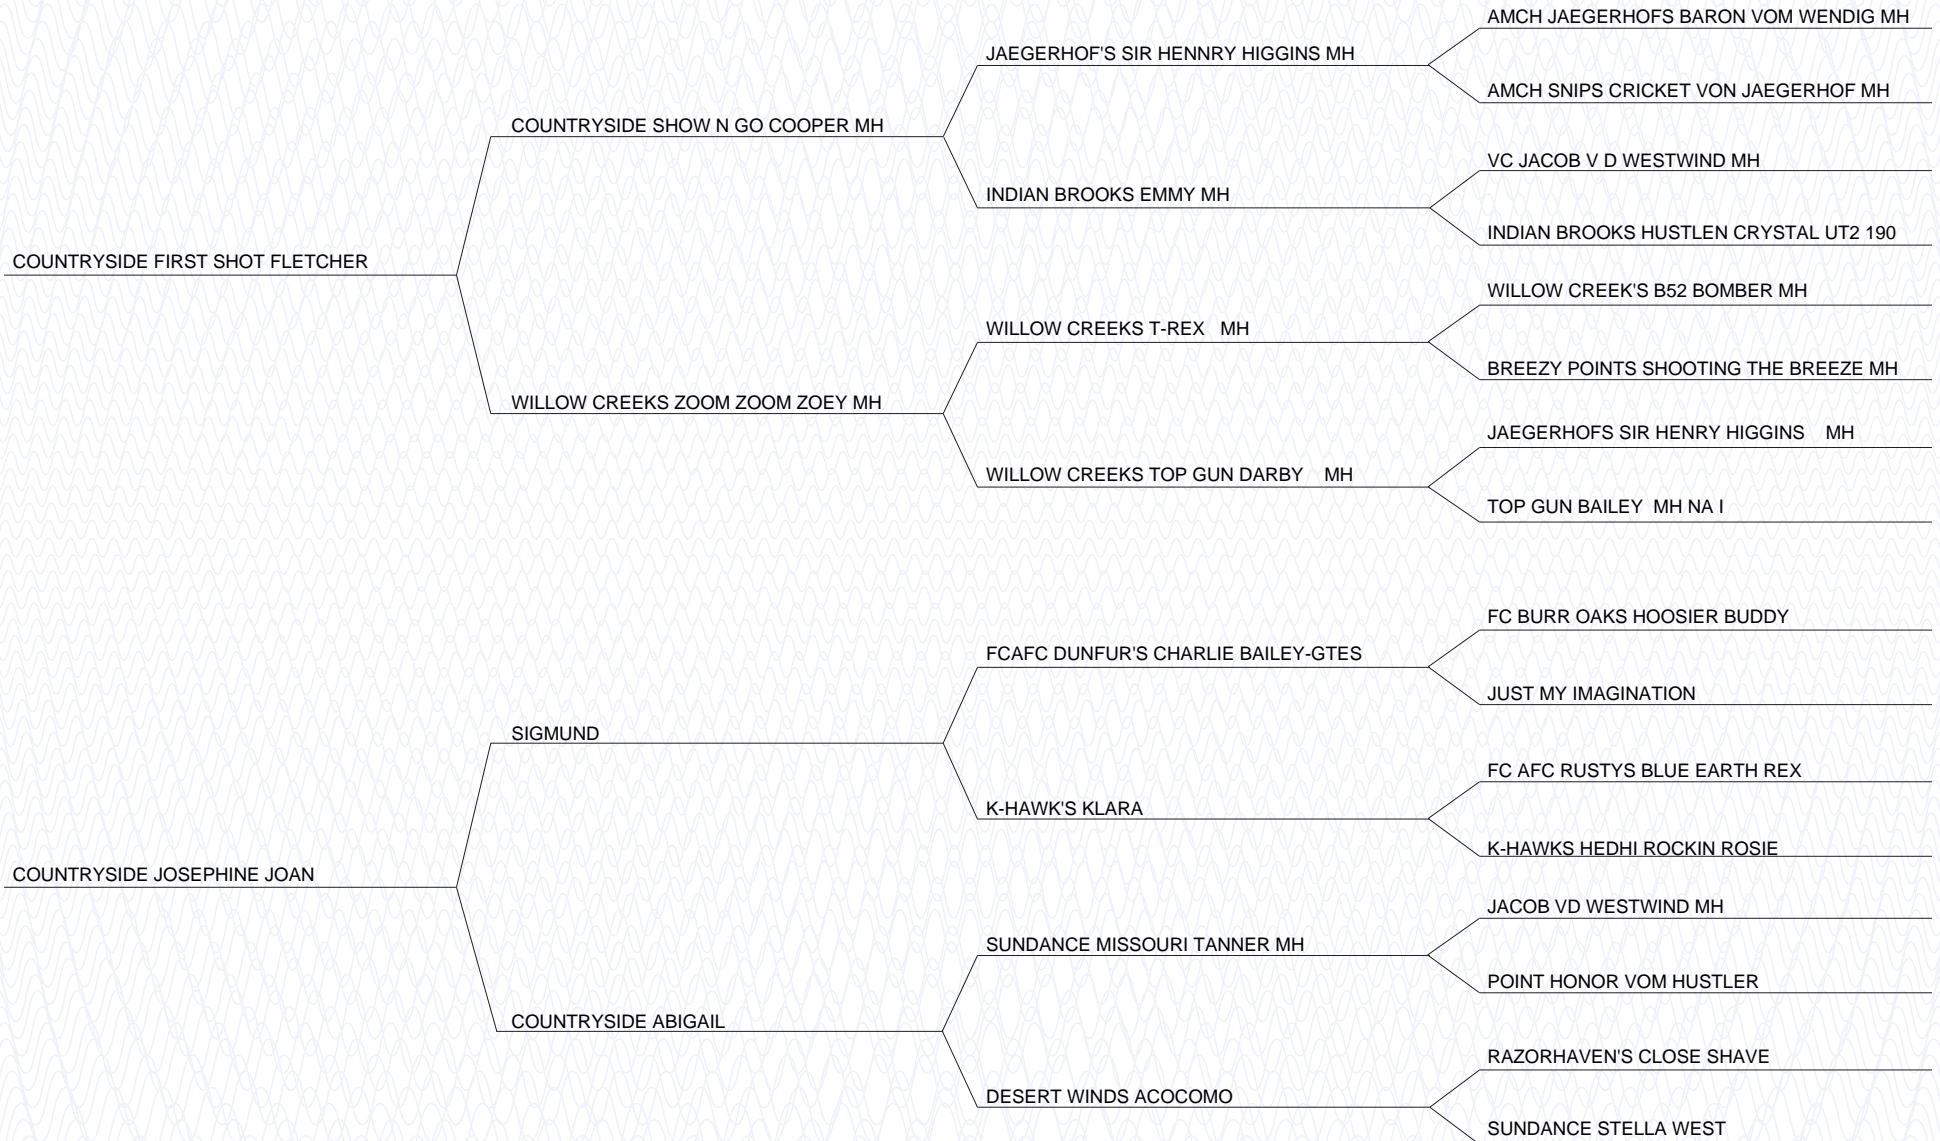 AMCH JAEGERHOFS BARON VOM WENDIG MH
JAEGERHOF'S SIR HENNRY HIGGINS MH
AMCH SNIPS CRICKET VON JAEGERHOF MH
COUNTRYSIDE SHOW N GO COOPER MH
VC JACOB V D WESTWIND MH
INDIAN BROOKS EMMY MH
INDIAN BROOKS HUSTLEN CRYSTAL UT2 190
COUNTRYSIDE FIRST SHOT FLETCHER
WILLOW CREEK'S B52 BOMBER MH
WILLOW CREEKS T-REX MH
BREEZY POINTS SHOOTING THE BREEZE MH
WILLOW CREEKS ZOOM ZOOM ZOEY MH
JAEGERHOFS SIR HENRY HIGGINS MH
WILLOW CREEKS TOP GUN DARBY MH
TOP GUN BAILEY MH NA I
FC BURR OAKS HOOSIER BUDDY
FCAFC DUNFUR'S CHARLIE BAILEY-GTES
JUST MY IMAGINATION
SIGMUND
FC AFC RUSTYS BLUE EARTH REX
K-HAWK'S KLARA
K-HAWKS HEDHI ROCKIN ROSIE
COUNTRYSIDE JOSEPHINE JOAN
JACOB VD WESTWIND MH
SUNDANCE MISSOURI TANNER MH
POINT HONOR VOM HUSTLER
COUNTRYSIDE ABIGAIL
RAZORHAVEN'S CLOSE SHAVE
DESERT WINDS ACOCOMO
SUNDANCE STELLA WEST